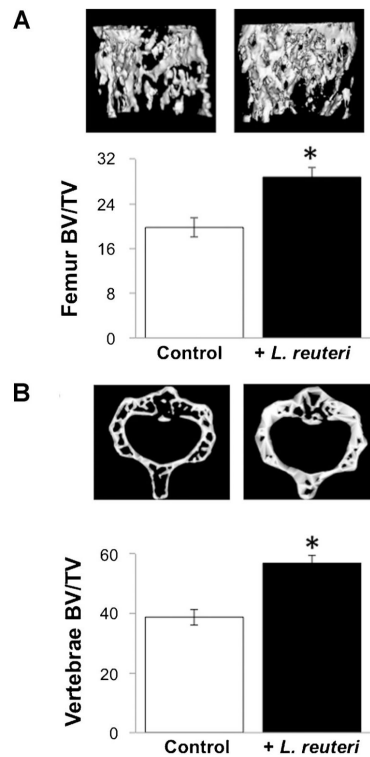 A
32
24
16
8
0
Femur BV/TV
*
Control
+ L. reuteri
B
60
40
20
0
Vertebrae BV/TV
*
Control
+ L. reuteri